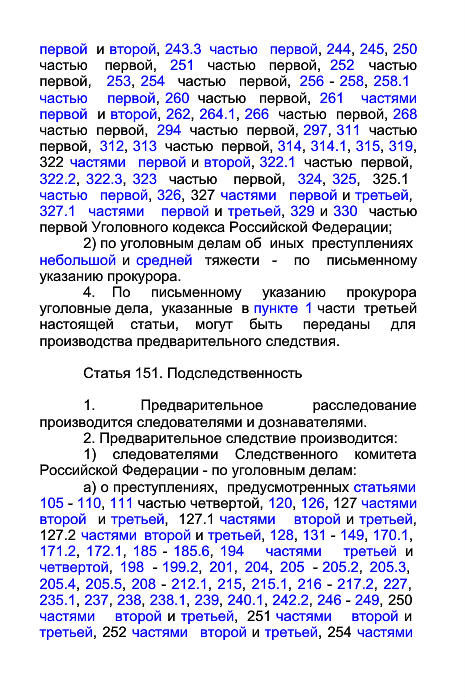 первой и второй, 243.3 частью первой, 244, 245, 250
частью первой, 251 частью первой, 252 частью
первой, 253, 254 частью первой, 256 - 258, 258.1
частью первой, 260 частью первой, 261 частями
первой и второй, 262, 264.1, 266 частью первой, 268
частью первой, 294 частью первой, 297, 311 частью
первой, 312, 313 частью первой, 314, 314.1, 315, 319,
322 частями первой и второй, 322.1 частью первой,
322.2, 322.3, 323 частью первой, 324, 325, 325.1
частью первой, 326, 327 частями первой и третьей,
327.1 частями первой и третьей, 329 и 330 частью
первой Уголовного кодекса Российской Федерации;
2) по уголовным делам об иных преступлениях
небольшой и средней тяжести - по письменному
указанию прокурора.
4. По письменному указанию прокурора
уголовные дела, указанные в пункте 1 части третьей
настоящей статьи, могут быть переданы для
производства предварительного следствия.
Статья 151. Подследственность
1. Предварительное расследование
производится следователями и дознавателями.
2. Предварительное следствие производится:
1) следователями Следственного комитета
Российской Федерации - по уголовным делам:
а) о преступлениях, предусмотренных статьями
105 - 110, 111 частью четвертой, 120, 126, 127 частями
второй и третьей, 127.1 частями второй и третьей,
127.2 частями второй и третьей, 128, 131 - 149, 170.1,
171.2, 172.1, 185 - 185.6, 194 частями третьей и
четвертой, 198 - 199.2, 201, 204, 205 - 205.2, 205.3,
205.4, 205.5, 208 - 212.1, 215, 215.1, 216 - 217.2, 227,
235.1, 237, 238, 238.1, 239, 240.1, 242.2, 246 - 249, 250
частями второй и третьей, 251 частями второй и
третьей, 252 частями второй и третьей, 254 частями